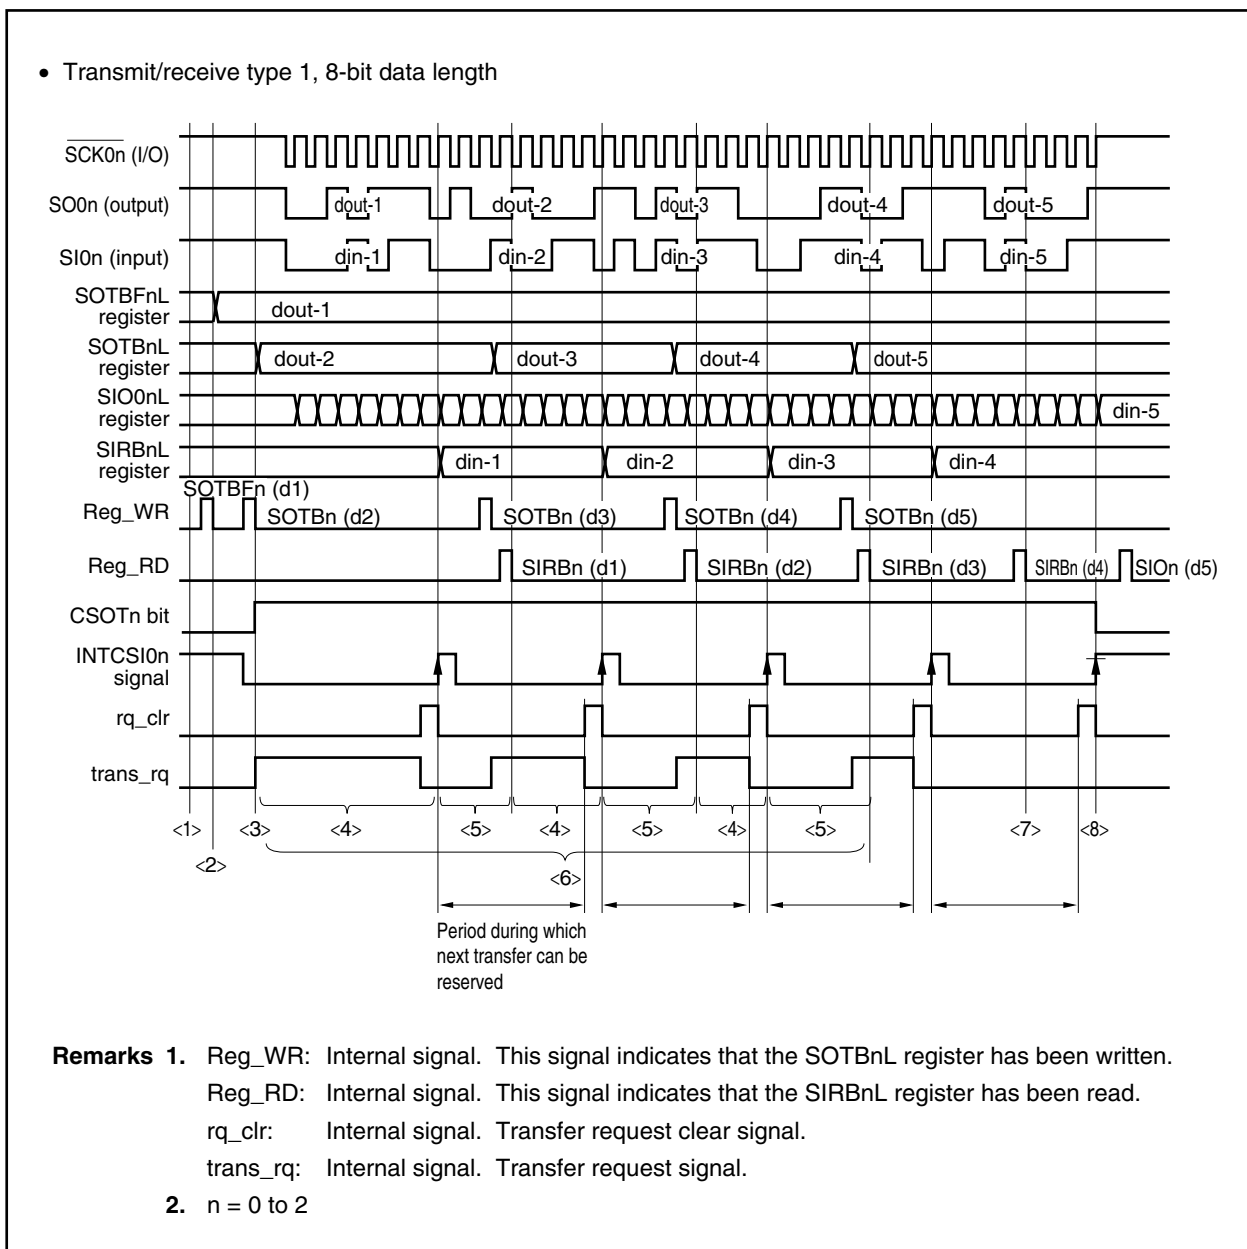 • Transmit/receive type 1, 8-bit data length
SCK0n (I/O)
SO0n (output)
dout-1 dout-2 dout-3 dout-4 dout-5
SI0n (input)
din-1 din-2 din-3 din-4 din-5
SOTBFnL
register
dout-1
SOTBnL
register
dout-2 dout-3 dout-4 dout-5
SIO0nL
register
din-5
SIRBnL
register
din-1 din-2 din-3 din-4
SOTBFn (d1)
Reg_WR
SOTBn (d2) SOTBn (d3) SOTBn (d4) SOTBn (d5)
Reg_RD
SIRBn (d1) SIRBn (d2) SIRBn (d3) SIRBn (d4) SIOn (d5)
CSOTn bit
INTCSI0n
signal
rq_clr
trans_rq
<1> <3> <4> <5> <4> <5> <4> <5> <7> <8>
<2>
<6>
Period during which
next transfer can be
reserved
Remarks 1. Reg_WR: Internal signal. This signal indicates that the SOTBnL register has been written.
Reg_RD: Internal signal. This signal indicates that the SIRBnL register has been read.
rq_clr: Internal signal. Transfer request clear signal.
trans_rq: Internal signal. Transfer request signal.
2. n = 0 to 2